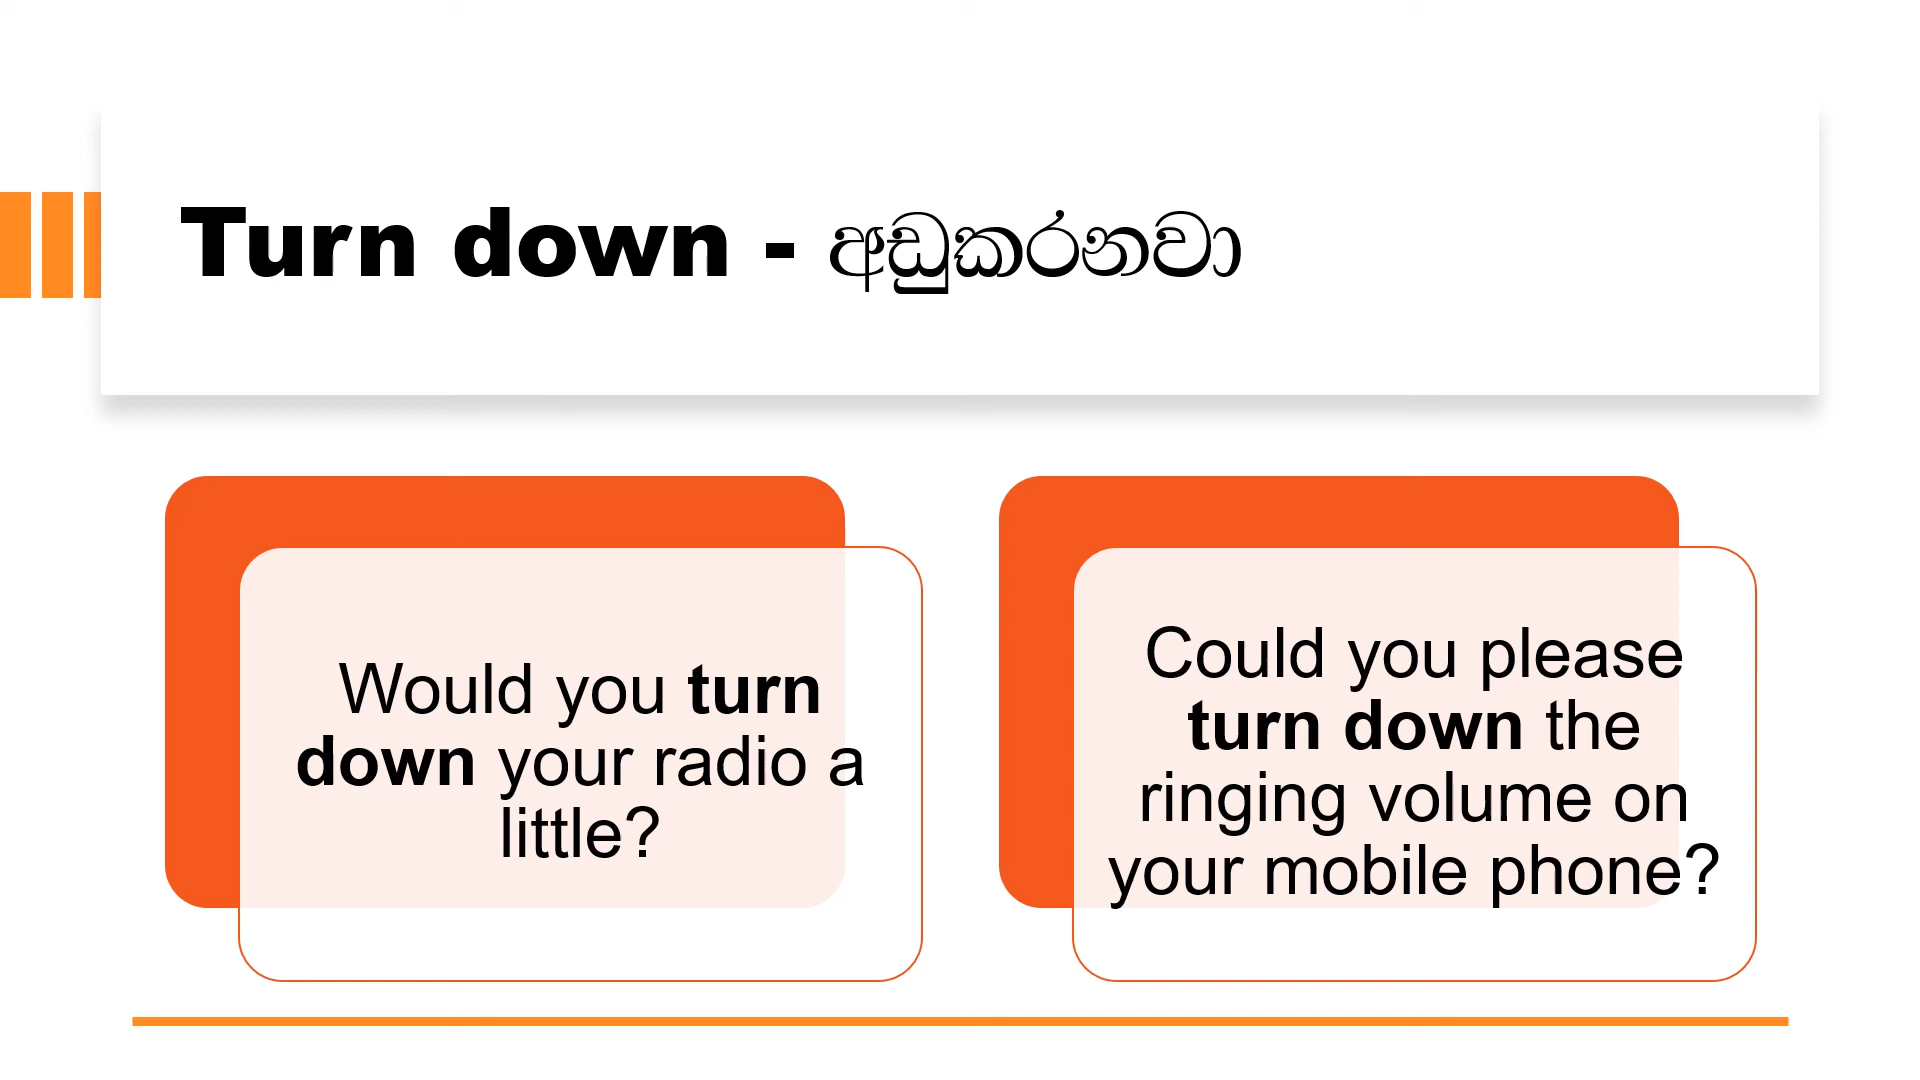 Turn down - අඩුකරනවා
Would you turn
down your radio a
little?
Could you please
turn down the
ringing volume on
your mobile phone?